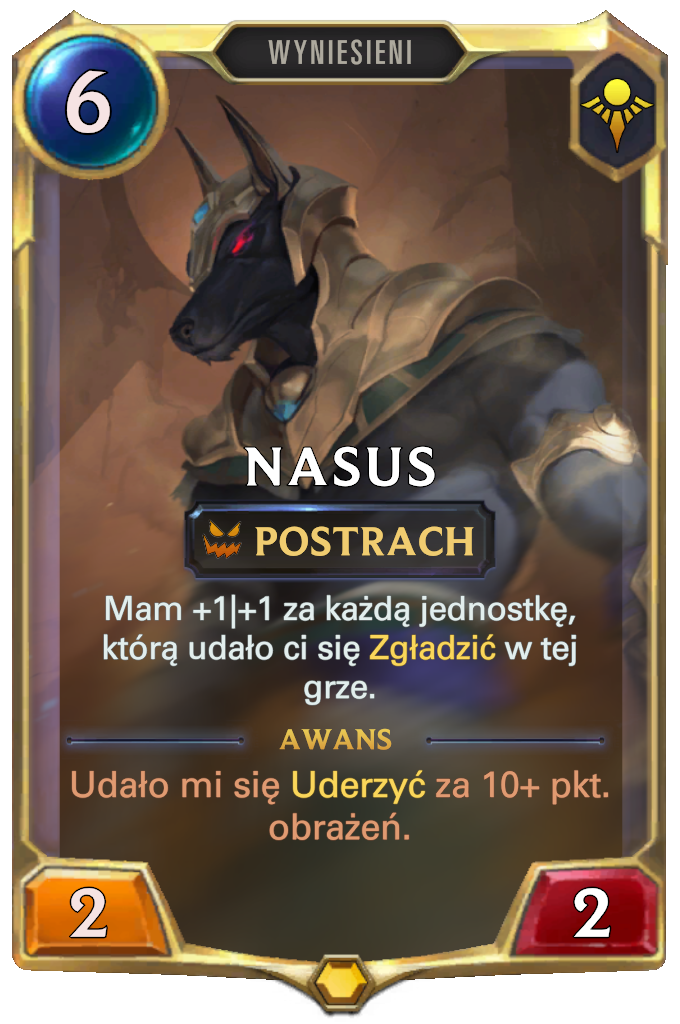 WYNIESIENI
6
NASUS
POSTRACH
Mam +1|+1 za każdą jednostkę,
którą udało ci się Zgładzić w tej
grze.
AWANS
Udało mi się Uderzyć za 10+ pkt.
obrażeń.
2
2